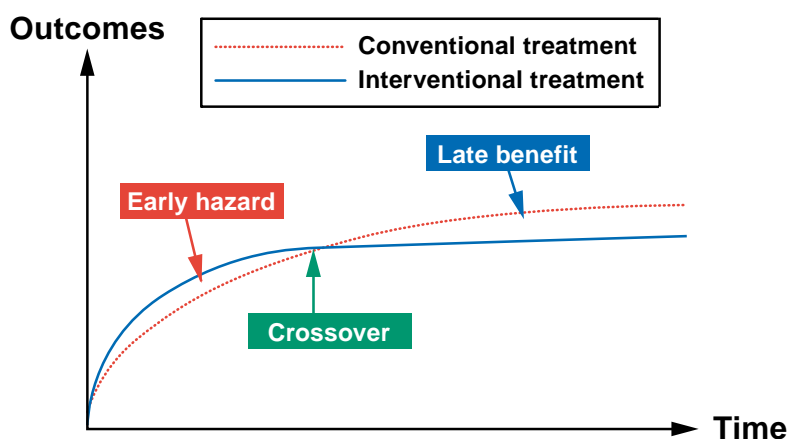 Outcomes
Conventional treatment
Interventional treatment
Late benefit
Early hazard
Crossover
Time